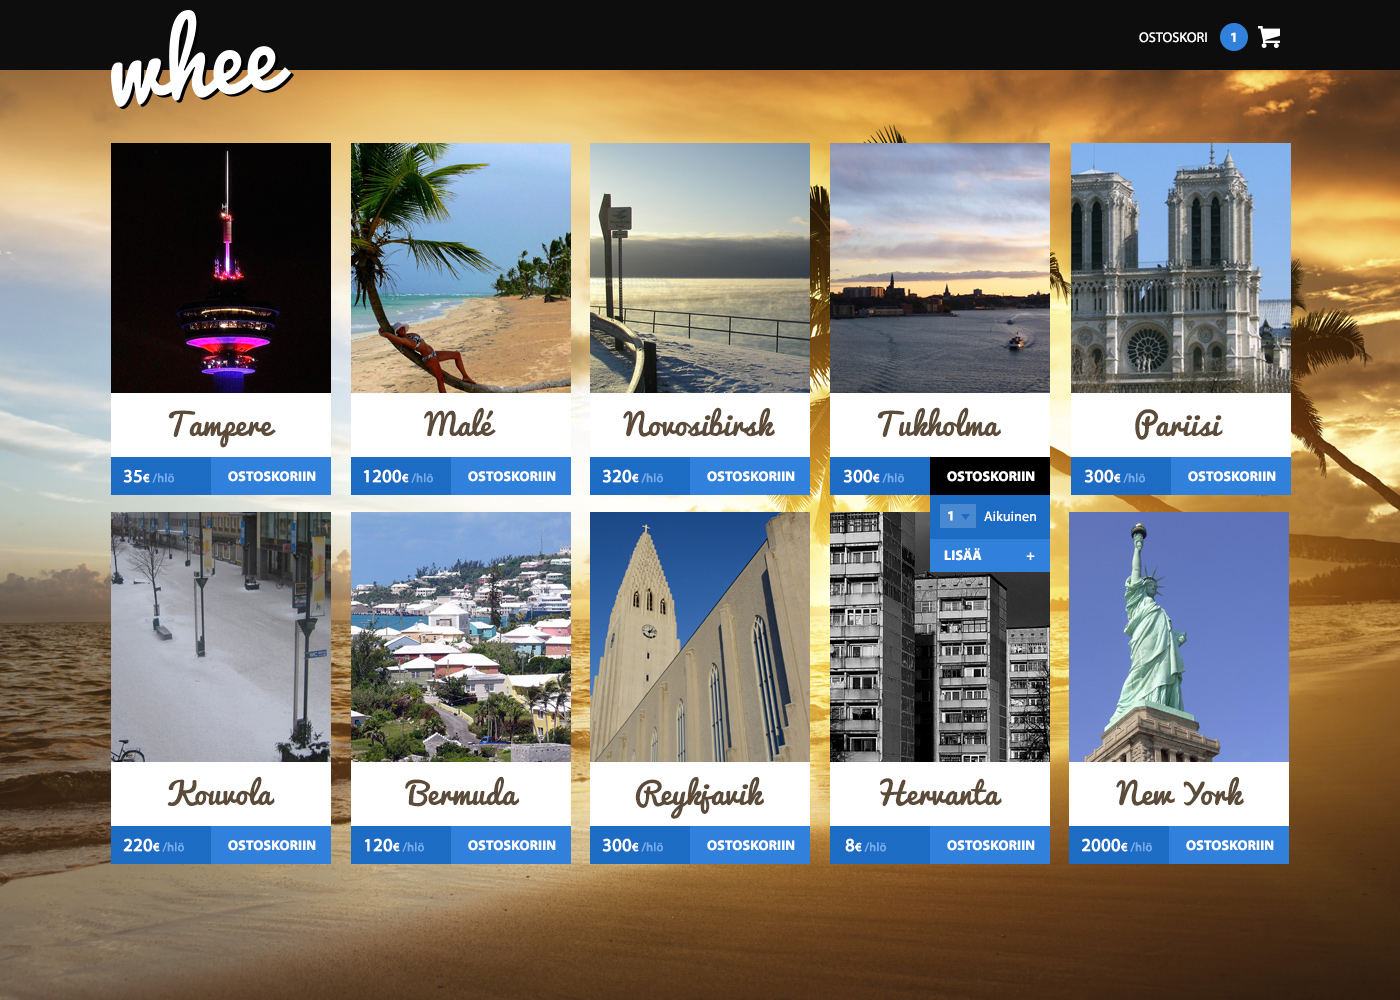 whee
OSTOSKORI 1
Tampere
35€ /hlö OSTOSKORIIN
Malé
1200€ /hlö OSTOSKORIIN
Novosibirsk
320€ /hlö OSTOSKORIIN
Tukholma
300€ /hlö OSTOSKORIIN
1 Aikuinen
LISÄÄ +
Pariisi
300€ /hlö OSTOSKORIIN
Kouvola
220€ /hlö OSTOSKORIIN
Bermuda
120€ /hlö OSTOSKORIIN
Reykjavik
300€ /hlö OSTOSKORIIN
Hervanta
8€ /hlö OSTOSKORIIN
New York
2000€ /hlö OSTOSKORIIN